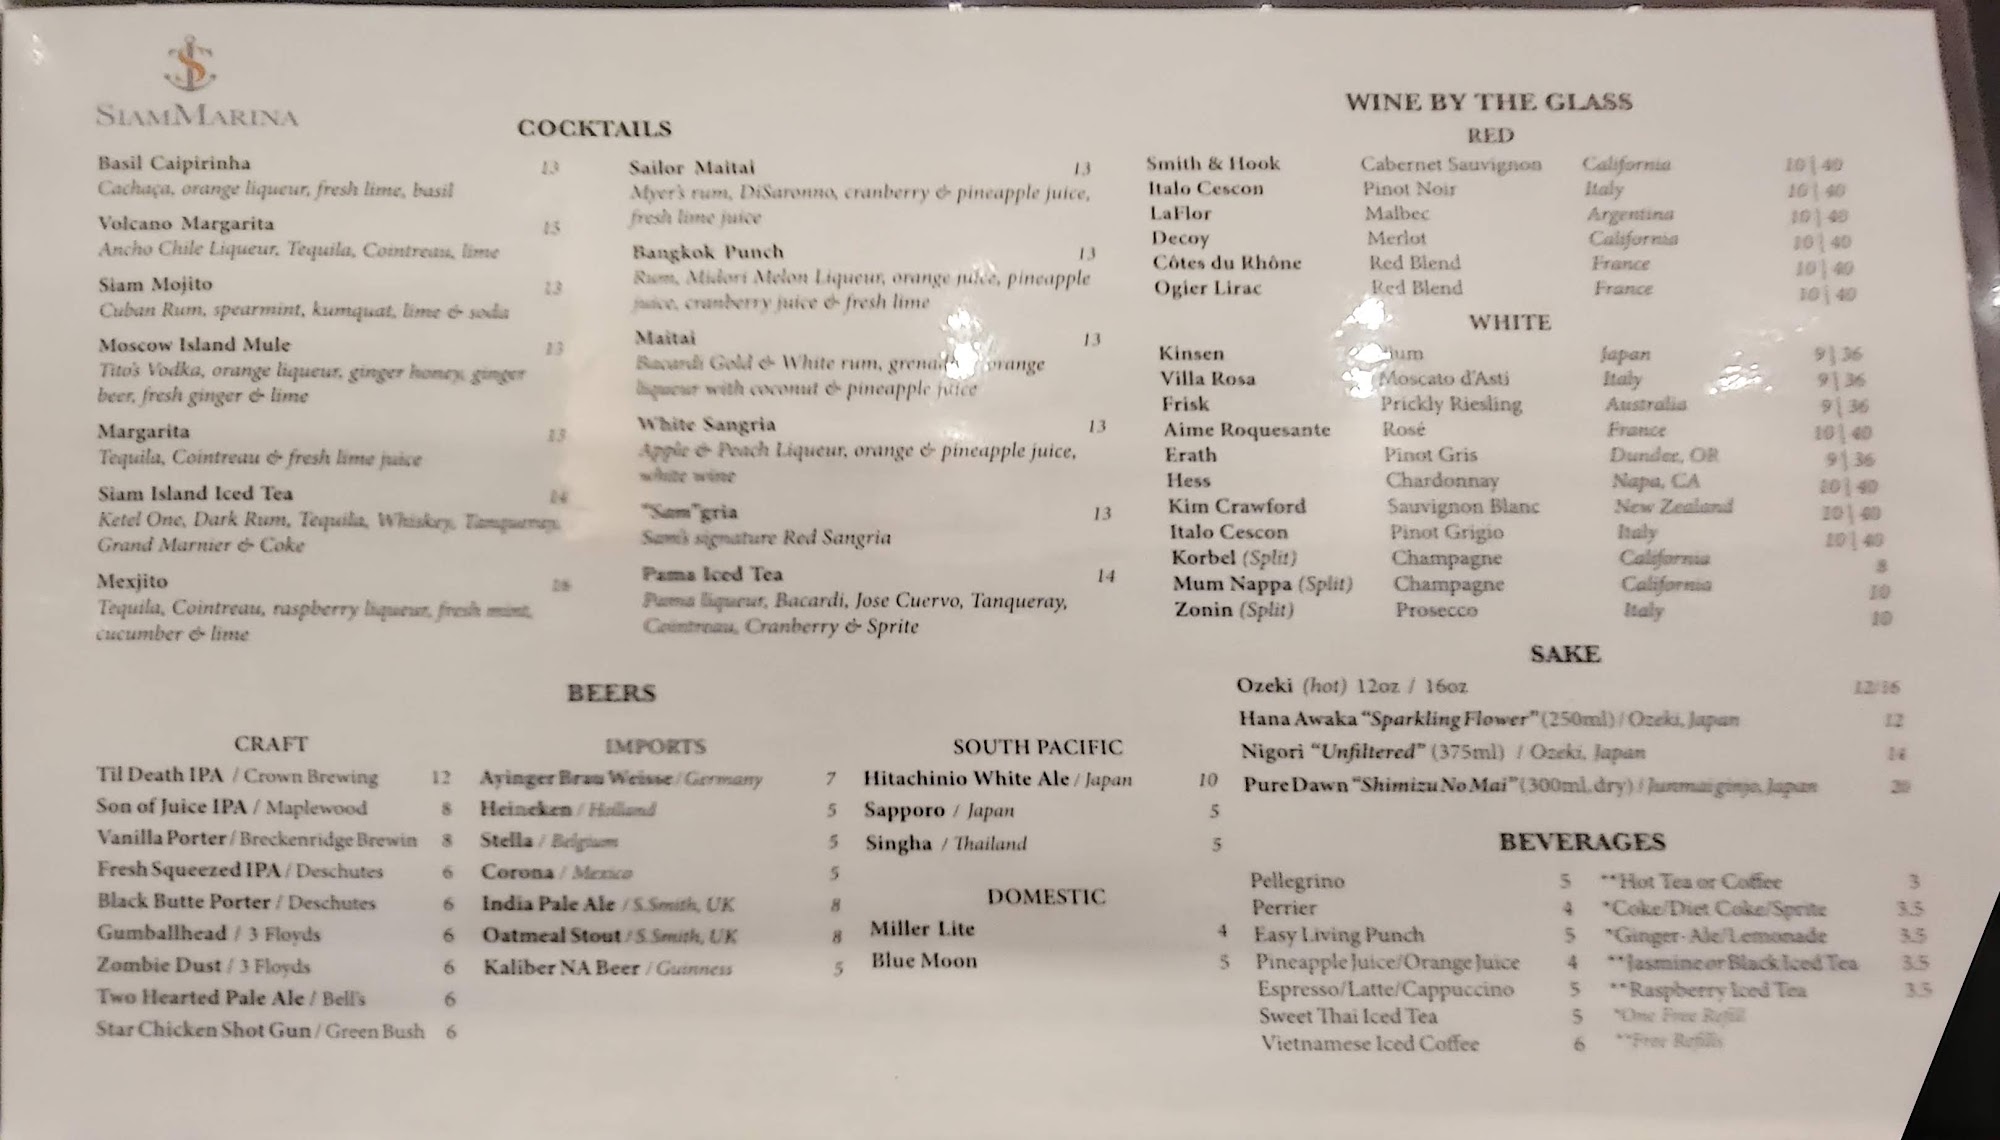 SIAMMARINA
COCKTAILS
Basil Caipirinha 13
Cachaça, orange liqueur, fresh lime, basil
Volcano Margarita
Ancho Chile Liqueur, Tequila, Cointreau, lime
Siam Mojito 13
Cuban Rum, spearmint, kumquat, lime & soda
Moscow Island Mule 13
Tito's Vodka, orange liqueur, ginger honey, ginger
beer, fresh ginger & lime
Margarita 13
Tequila, Cointreau & fresh lime juice
Siam Island Iced Tea 14
Ketel One, Dark Rum, Tequila, Whiskey, Tanqueray,
Grand Marnier & Coke
Mexjito
Tequila, Cointreau, raspberry liqueur, fresh mint,
cucumber & lime
Sailor Maitai 13
Myer's rum, DiSaronno, cranberry & pineapple juice,
fresh lime juice
Bangkok Punch 13
Rum, Midori Melon Liqueur, orange juice, pineapple
juice, cranberry juice & fresh lime
Maitai 13
Bacardi Gold & White rum, orange
liqueur with coconut & pineapple juice
White Sangria 13
Apple & Peach Liqueur, orange & pineapple juice,
white wine
"Sam"gria 13
Sam's signature Red Sangria
Pama Iced Tea 14
Pama liqueur, Bacardi, Jose Cuervo, Tanqueray,
Cointreau, Cranberry & Sprite
WINE BY THE GLASS
RED
Smith & Hook Cabernet Sauvignon California 10 | 40
Italo Cescon Pinot Noir Italy 10 | 40
LaFlor Malbec Argentina 10 | 40
Decoy Merlot California 10 | 40
Côtes du Rhône Red Blend France 10 | 40
Ogier Lirac Red Blend France 10 | 40
WHITE
Kinsen Japan 9 | 36
Villa Rosa Moscato d'Asti Italy 9 | 36
Frisk Prickly Riesling Australia 9 | 36
Aime Roquesante Rosé France 10 | 40
Erath Pinot Gris Dundee, OR 9 | 36
Hess Chardonnay Napa, CA 10 | 40
Kim Crawford Sauvignon Blanc New Zealand 10 | 40
Italo Cescon Pinot Grigio Italy 10 | 40
Korbel (Split) Champagne California 8
Mum Nappa (Split) Champagne California 10
Zonin (Split) Prosecco Italy 10
SAKE
Ozeki (hot) 12oz / 16oz 12/16
Hana Awaka "Sparkling Flower" (250ml) / Ozeki, Japan 12
Nigori "Unfiltered" (375ml) / Ozeki, Japan
Pure Dawn "Shimizu No Mai" (300ml, dry) / Junmai ginjo, Japan 20
BEERS
CRAFT
Til Death IPA / Crown Brewing 12
Son of Juice IPA / Maplewood 8
Vanilla Porter / Breckenridge Brewin 8
Fresh Squeezed IPA / Deschutes 6
Black Butte Porter / Deschutes 6
Gumballhead / 3 Floyds 6
Zombie Dust / 3 Floyds 6
Two Hearted Pale Ale / Bell's 6
Star Chicken Shot Gun / Green Bush 6
IMPORTS
Ayinger Brau Weisse / Germany 7
Heineken / Holland 5
Stella / Belgium 5
Corona / Mexico 5
India Pale Ale / S.Smith, UK 8
Oatmeal Stout / S.Smith, UK 8
Kaliber NA Beer / Guinness 5
SOUTH PACIFIC
Hitachinio White Ale / Japan 10
Sapporo / Japan 5
Singha / Thailand 5
DOMESTIC
Miller Lite 4
Blue Moon 5
BEVERAGES
Pellegrino 5
Perrier 4
Easy Living Punch 5
Pineapple Juice/Orange Juice 4
Espresso/Latte/Cappuccino 5
Sweet Thai Iced Tea 5
Vietnamese Iced Coffee 6
**Hot Tea or Coffee 3
*Coke/Diet Coke/Sprite 3.5
*Ginger-Ale/Lemonade 3.5
**Jasmine or Black Iced Tea 3.5
**Raspberry Iced Tea 3.5
*One Free Refill
**Free Refills